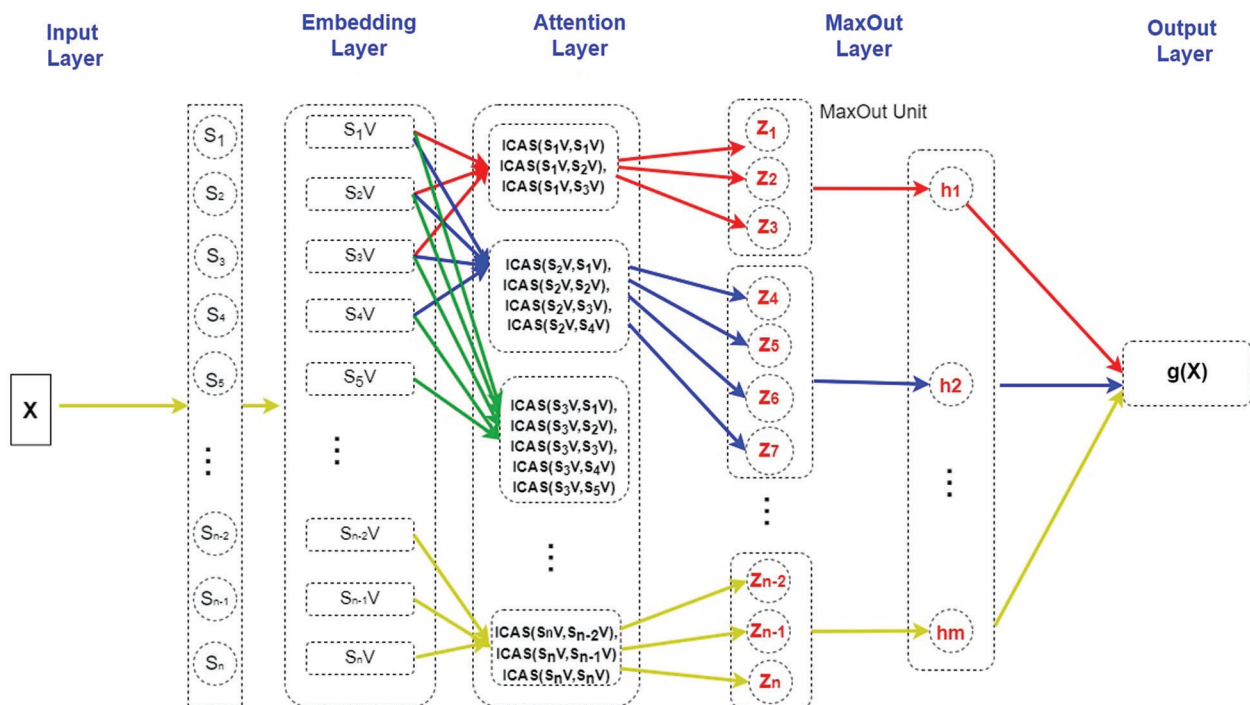 Input
Layer
Embedding
Layer
Attention
Layer
MaxOut
Layer
Output
Layer
X
S1
S2
S3
S4
S5
⋮
Sn-2
Sn-1
Sn
S1V
S2V
S3V
S4V
S5V
⋮
Sn-2V
Sn-1V
SnV
ICAS(S1V,S1V)
ICAS(S1V,S2V),
ICAS(S1V,S3V)
ICAS(S2V,S1V),
ICAS(S2V,S2V),
ICAS(S2V,S3V)
ICAS(S2V,S4V)
ICAS(S3V,S1V),
ICAS(S3V,S2V),
ICAS(S3V,S3V),
ICAS(S3V,S4V)
ICAS(S3V,S5V)
⋮
ICAS(SnV,Sn-2V),
ICAS(SnV,Sn-1V)
ICAS(SnV,SnV)
MaxOut Unit
Z1
Z2
Z3
Z4
Z5
Z6
Z7
⋮
Zn-2
Zn-1
Zn
h1
h2
⋮
hm
g(X)